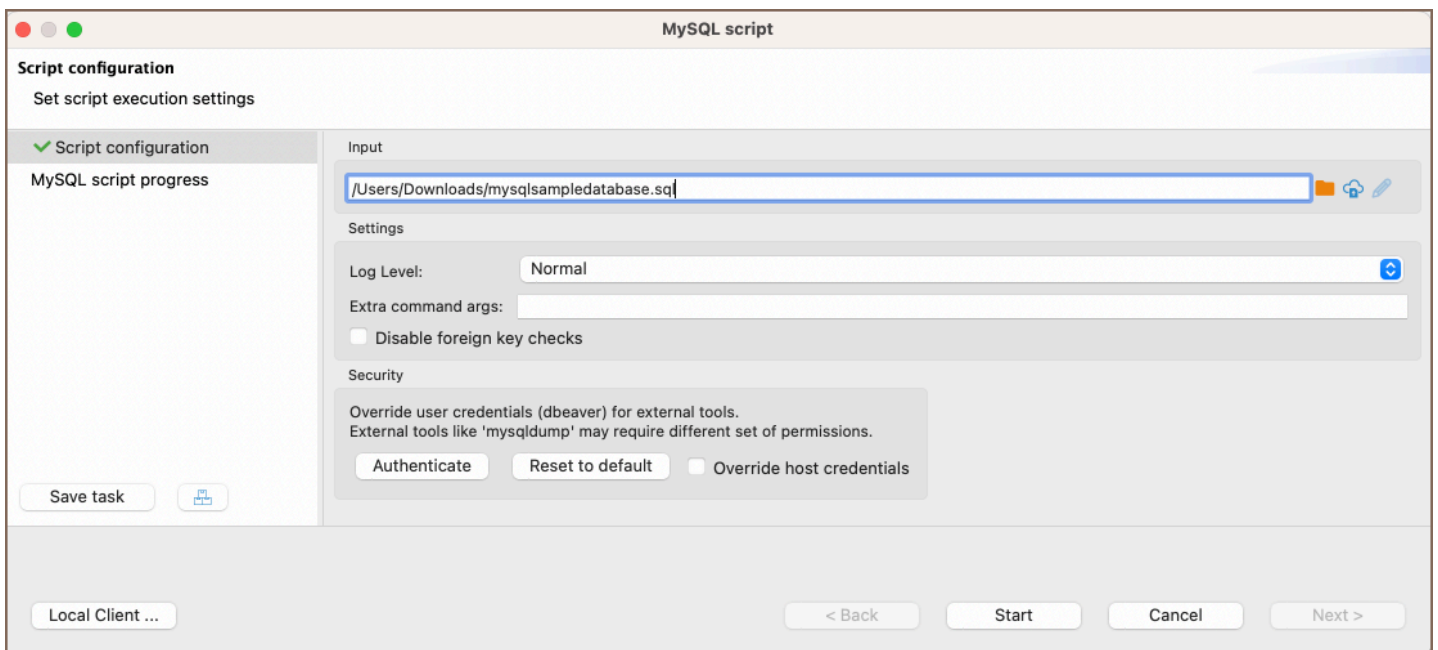 MySQL script
Script configuration
Set script execution settings
Script configuration
MySQL script progress
Input
/Users/Downloads/mysqlsampledatabase.sql
Settings
Log Level:
Normal
Extra command args:
Disable foreign key checks
Security
Override user credentials (dbeaver) for external tools.
External tools like 'mysqldump' may require different set of permissions.
Authenticate
Reset to default
Override host credentials
Save task
Local Client ...
< Back
Start
Cancel
Next >